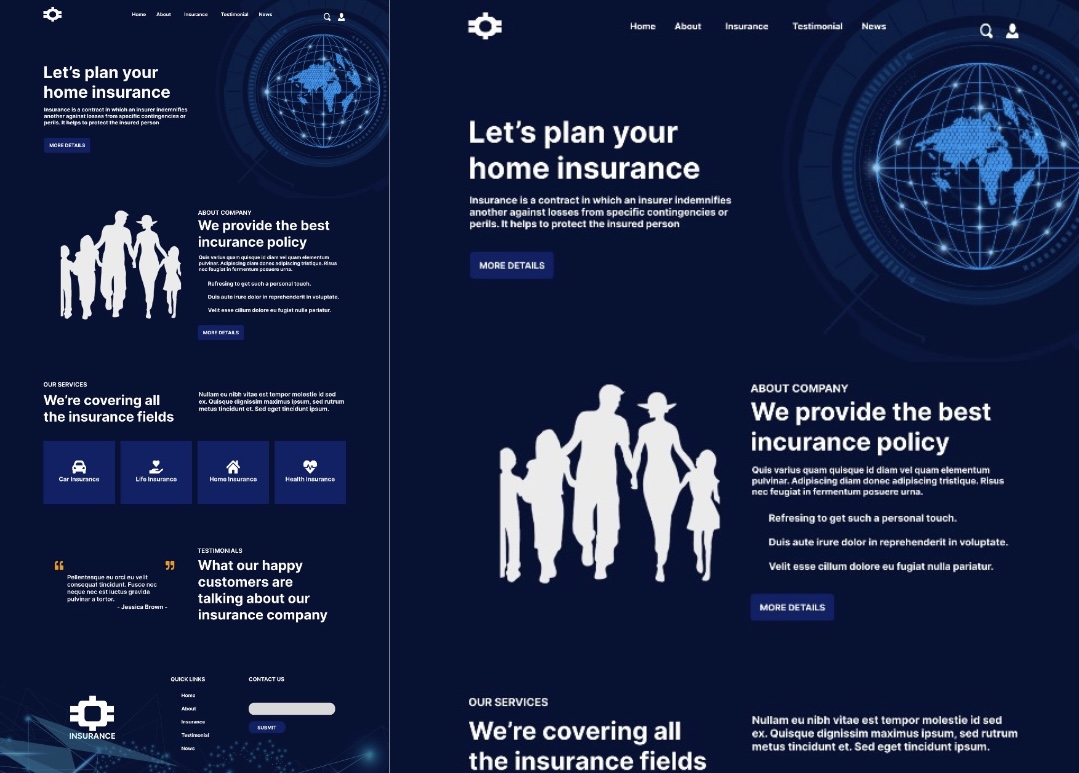 Home About Insurance Testimonial News
Let's plan your
home insurance
Insurance is a contract in which an insurer indemnifies
another against losses from specific contingencies or
perils. It helps to protect the insured person
MORE DETAILS
ABOUT COMPANY
We provide the best
incurance policy
Quis varius quam quisque id diam vel quam elementum
pulvinar. Adipiscing diam donec adipiscing tristique. Risus
nec feugiat in fermentum posuere urna.
Refresing to get such a personal touch.
Duis aute irure dolor in reprehenderit in voluptate.
Velit esse cillum dolore eu fugiat nulla pariatur.
MORE DETAILS
OUR SERVICES
We're covering all
the insurance fields
Nullam eu nibh vitae est tempor molestie id sed
ex. Quisque dignissim maximus ipsum, sed rutrum
metus tincidunt et. Sed eget tincidunt ipsum.
Car Insurance
Life Insurance
Home Insurance
Health Insurance
TESTIMONIALS
What our happy
customers are
talking about our
insurance company
“ ”
Pellentesque eu orci eu velit
consequat tincidunt. Fusce nec
neque nec est luctus gravida
pulvinar a tortor.
- Jessica Brown -
INSURANCE
QUICK LINKS
Home
About
Insurance
Testimonial
News
CONTACT US
SUBMIT
Home About Insurance Testimonial News
Let's plan your
home insurance
Insurance is a contract in which an insurer indemnifies
another against losses from specific contingencies or
perils. It helps to protect the insured person
MORE DETAILS
ABOUT COMPANY
We provide the best
incurance policy
Quis varius quam quisque id diam vel quam elementum
pulvinar. Adipiscing diam donec adipiscing tristique. Risus
nec feugiat in fermentum posuere urna.
Refresing to get such a personal touch.
Duis aute irure dolor in reprehenderit in voluptate.
Velit esse cillum dolore eu fugiat nulla pariatur.
MORE DETAILS
OUR SERVICES
We're covering all
the insurance fields
Nullam eu nibh vitae est tempor molestie id sed
ex. Quisque dignissim maximus ipsum, sed rutrum
metus tincidunt et. Sed eget tincidunt ipsum.